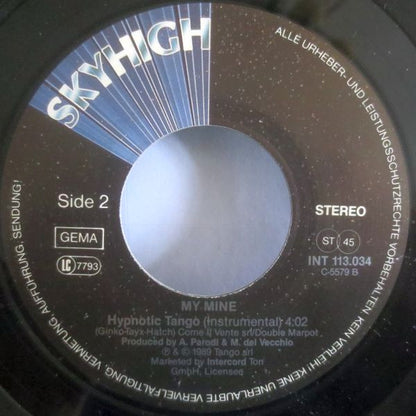 SKYHIGH
ALLE URHEBER- UND LEISTUNGSSCHUTZRECHTE VORBEHALTEN KEIN VERLEIH! KEINE UNERLAUBTE VERVIELFÄLTIGUNG, VERMIETUNG, AUFFÜHRUNG, SENDUNG!
Side 2
GEMA
LC 7793
STEREO
ST 45
INT 113.034
C-5579 B
MY MINE
Hypnotic Tango (Instrumental) 4:02
(Ginko-Tayx-Hatch) Come Il Vente srl/Double Marpot
Produced by A. Parodi & M. del Vecchio
℗ & © 1989 Tango srl
Marketed by Intercord Ton
GmbH, Licensee